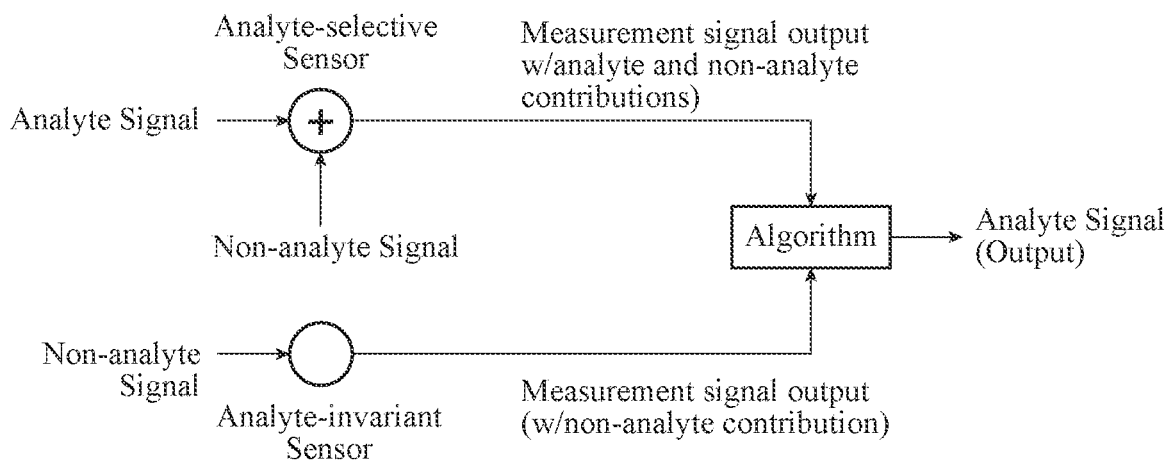 Analyte-selective
Sensor
Measurement signal output
w/analyte and non-analyte
contributions)
Analyte Signal
+
Non-analyte Signal
Algorithm
Analyte Signal
(Output)
Non-analyte
Signal
Analyte-invariant
Sensor
Measurement signal output
(w/non-analyte contribution)